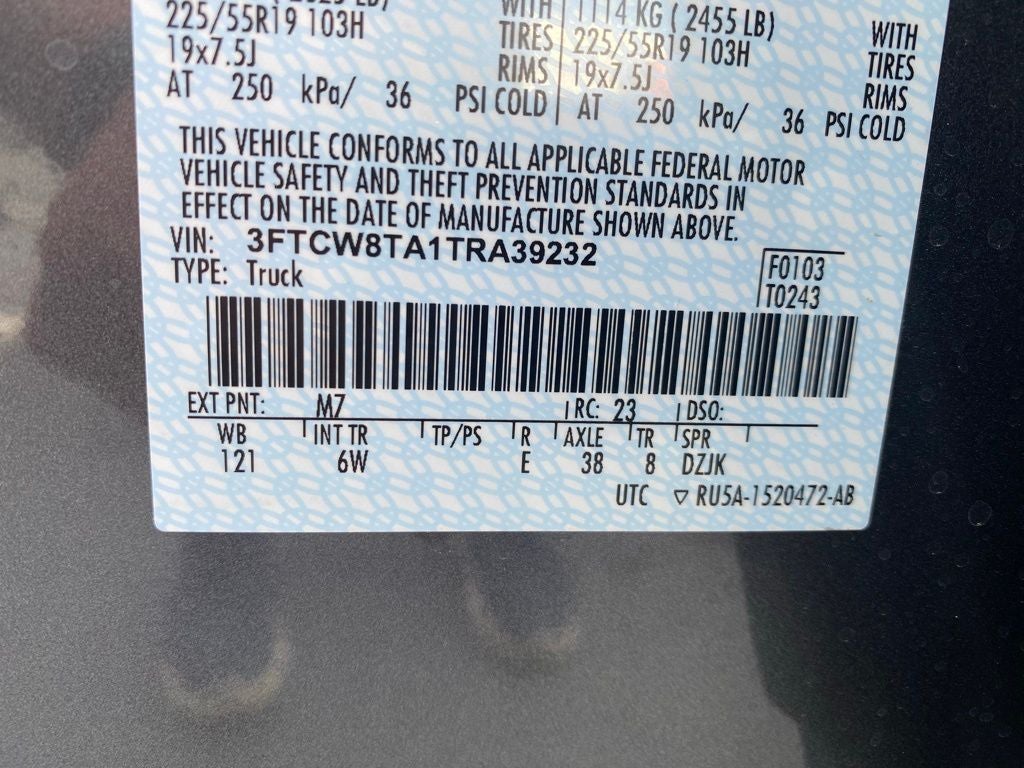 WITH 1114 KG ( 2455 LB) WITH
225/55R19 103H TIRES 225/55R19 103H TIRES
19x7.5J RIMS 19x7.5J RIMS
AT 250 kPa/ 36 PSI COLD AT 250 kPa/ 36 PSI COLD
THIS VEHICLE CONFORMS TO ALL APPLICABLE FEDERAL MOTOR
VEHICLE SAFETY AND THEFT PREVENTION STANDARDS IN
EFFECT ON THE DATE OF MANUFACTURE SHOWN ABOVE.
VIN: 3FTCW8TA1TRA39232
TYPE: Truck
F0103
T0243
EXT PNT: M7 RC: 23 DSO:
WB INT TR TP/PS R AXLE TR SPR
121 6W E 38 8 DZJK
UTC ▽ RU5A-1520472-AB